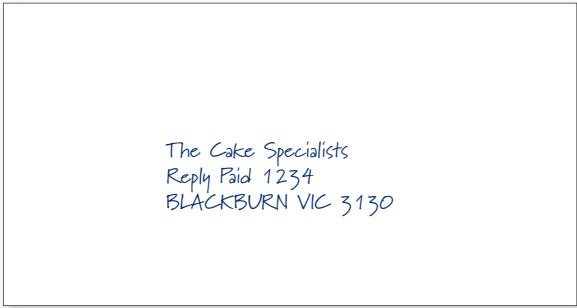 The Cake Specialists
Reply Paid 1234
BLACKBURN VIC 3130